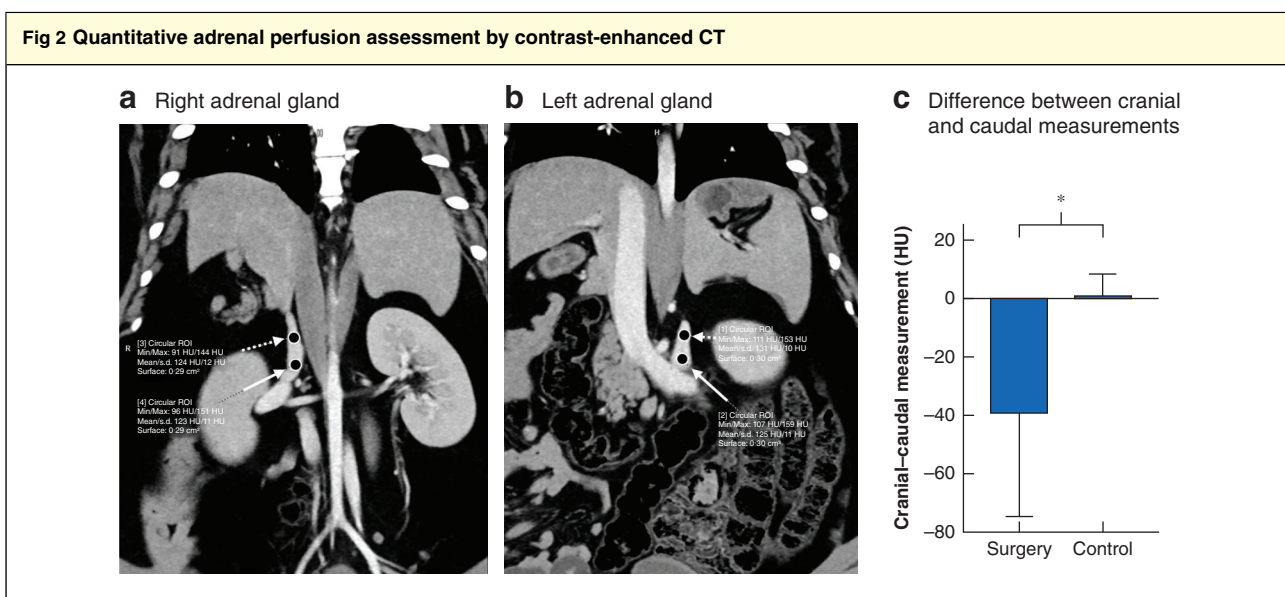 Fig 2 Quantitative adrenal perfusion assessment by contrast-enhanced CT
a Right adrenal gland
R
[3] Circular ROI
Min/Max: 91 HU/144 HU
Mean/s.d. 124 HU/12 HU
Surface: 0·29 cm²
[4] Circular ROI
Min/Max: 96 HU/151 HU
Mean/s.d. 123 HU/11 HU
Surface: 0·29 cm²
b Left adrenal gland
H
[1] Circular ROI
Min/Max: 111 HU/153 HU
Mean/s.d. 131 HU/10 HU
Surface: 0·30 cm²
[2] Circular ROI
Min/Max: 107 HU/159 HU
Mean/s.d. 125 HU/11 HU
Surface: 0·30 cm²
c Difference between cranial
and caudal measurements
*
Cranial–caudal measurement (HU)
20
0
–20
–40
–60
–80
Surgery Control